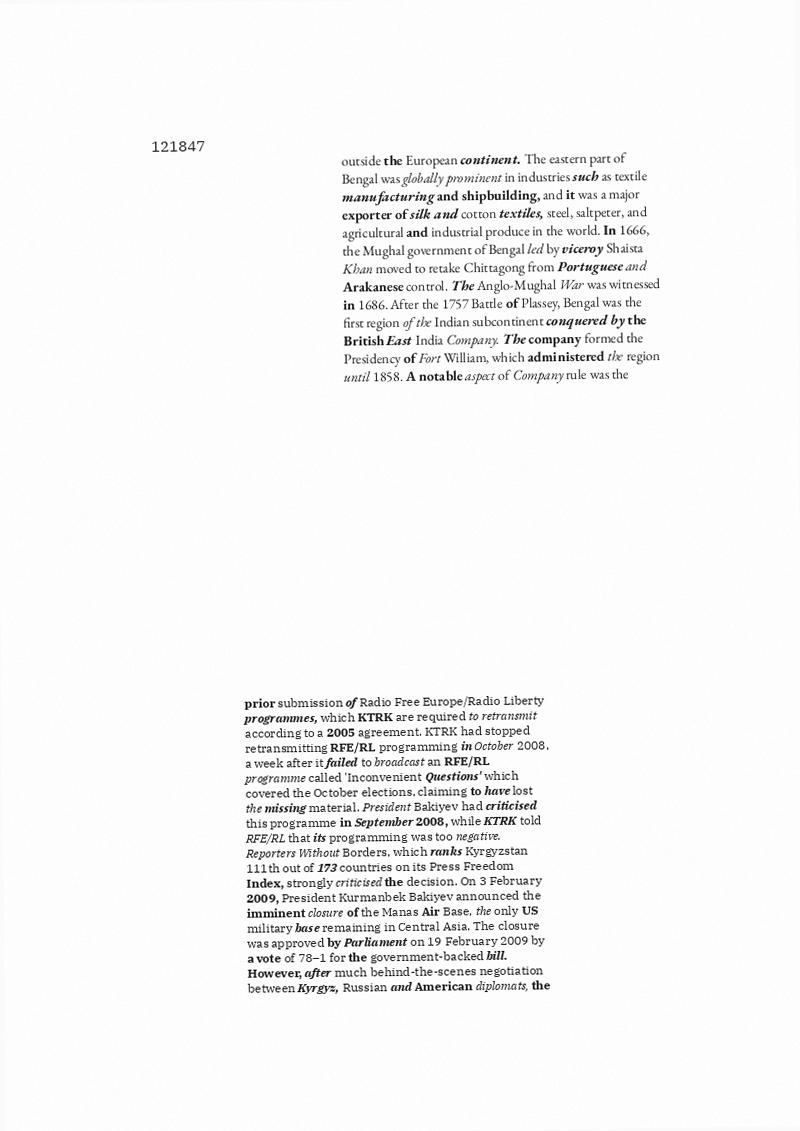 121847
outside the European continent. The eastern part of
Bengal was globally prominent in industries such as textile
manufacturing and shipbuilding, and it was a major
exporter of silk and cotton textiles, steel, saltpeter, and
agricultural and industrial produce in the world. In 1666,
the Mughal government of Bengal led by viceroy Shaista
Khan moved to retake Chittagong from Portuguese and
Arakanese control. The Anglo-Mughal War was witnessed
in 1686. After the 1757 Battle of Plassey, Bengal was the
first region of the Indian subcontinent conquered by the
British East India Company. The company formed the
Presidency of Fort William, which administered the region
until 1858. A notable aspect of Company rule was the
prior submission of Radio Free Europe/Radio Liberty
programmes, which KTRK are required to retransmit
according to a 2005 agreement. KTRK had stopped
retransmitting RFE/RL programming in October 2008,
a week after it failed to broadcast an RFE/RL
programme called 'Inconvenient Questions' which
covered the October elections, claiming to have lost
the missing material. President Bakiyev had criticised
this programme in September 2008, while KTRK told
RFE/RL that its programming was too negative.
Reporters Without Borders, which ranks Kyrgyzstan
111th out of 173 countries on its Press Freedom
Index, strongly criticised the decision. On 3 February
2009, President Kurmanbek Bakiyev announced the
imminent closure of the Manas Air Base, the only US
military base remaining in Central Asia. The closure
was approved by Parliament on 19 February 2009 by
a vote of 78–1 for the government-backed bill.
However, after much behind-the-scenes negotiation
between Kyrgyz, Russian and American diplomats, the